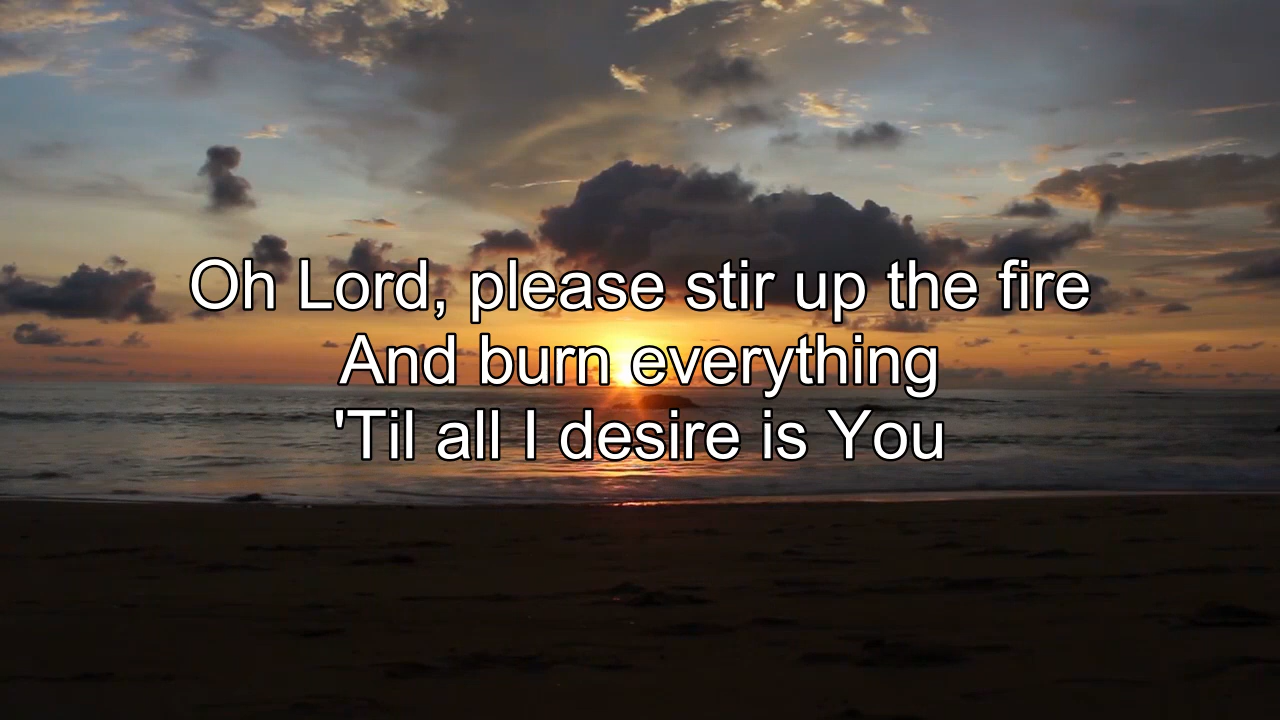 Oh Lord, please stir up the fire
And burn everything
'Til all I desire is You